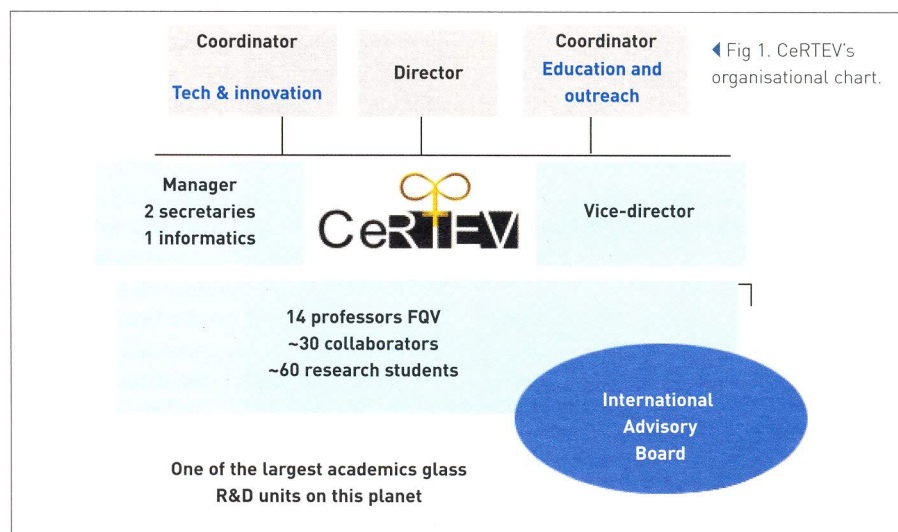 Coordinator
Tech & innovation
Director
Coordinator
Education and
outreach
◀ Fig 1. CeRTEV's
organisational chart.
Manager
2 secretaries
1 informatics
CeRTEV
Vice-director
14 professors FQV
~30 collaborators
~60 research students
International
Advisory
Board
One of the largest academics glass
R&D units on this planet